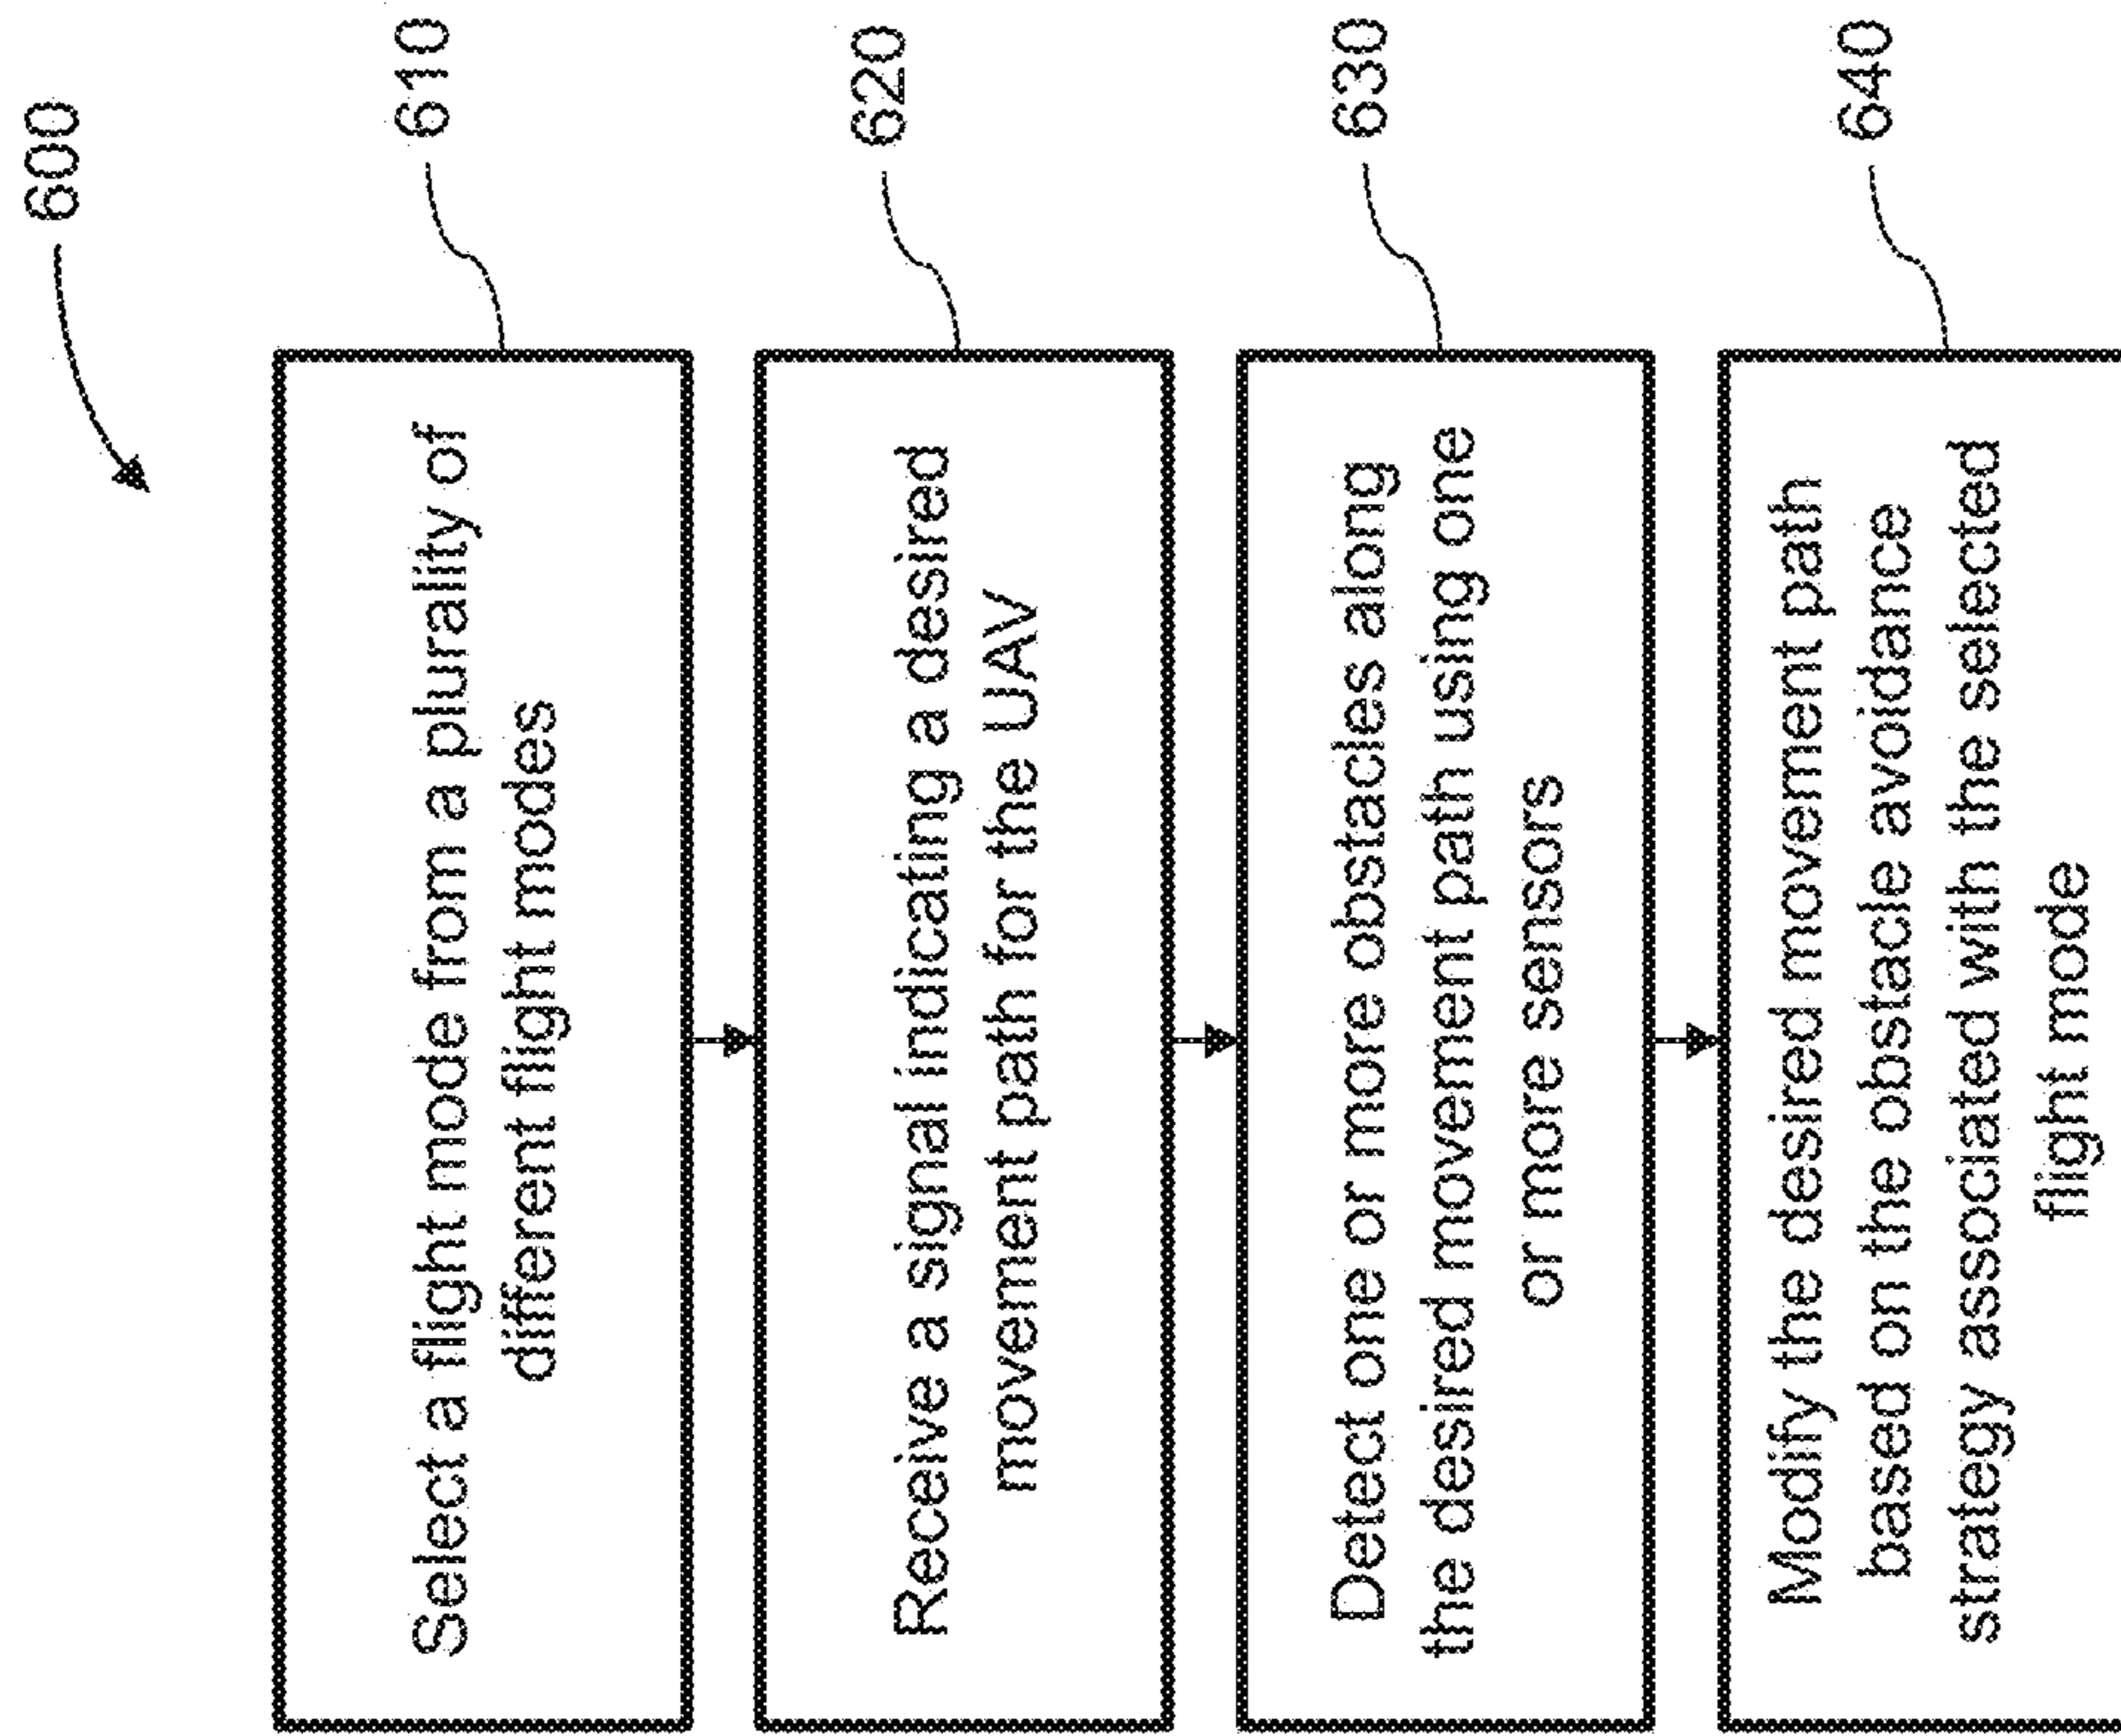 600
610
Select a flight mode from a plurality of
different flight modes
620
Receive a signal indicating a desired
movement path for the UAV
630
Detect one or more obstacles along
the desired movement path using one
or more sensors
640
Modify the desired movement path
based on the obstacle avoidance
strategy associated with the selected
flight mode